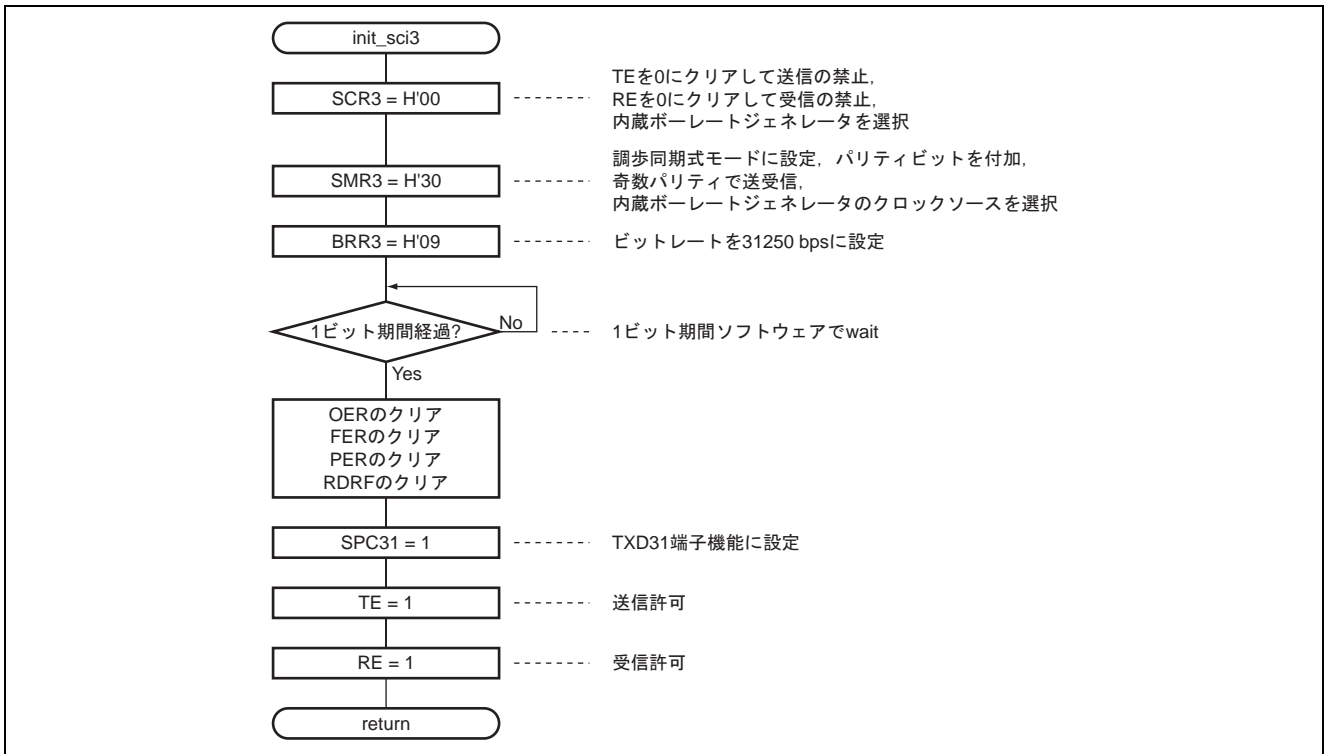 init_sci3
SCR3 = H'00
TEを0にクリアして送信の禁止,
REを0にクリアして受信の禁止,
内蔵ボーレートジェネレータを選択
SMR3 = H'30
調歩同期式モードに設定，パリティビットを付加,
奇数パリティで送受信,
内蔵ボーレートジェネレータのクロックソースを選択
BRR3 = H'09
ビットレートを31250 bpsに設定
1ビット期間経過?
No
1ビット期間ソフトウェアでwait
Yes
OERのクリア
FERのクリア
PERのクリア
RDRFのクリア
SPC31 = 1
TXD31端子機能に設定
TE = 1
送信許可
RE = 1
受信許可
return